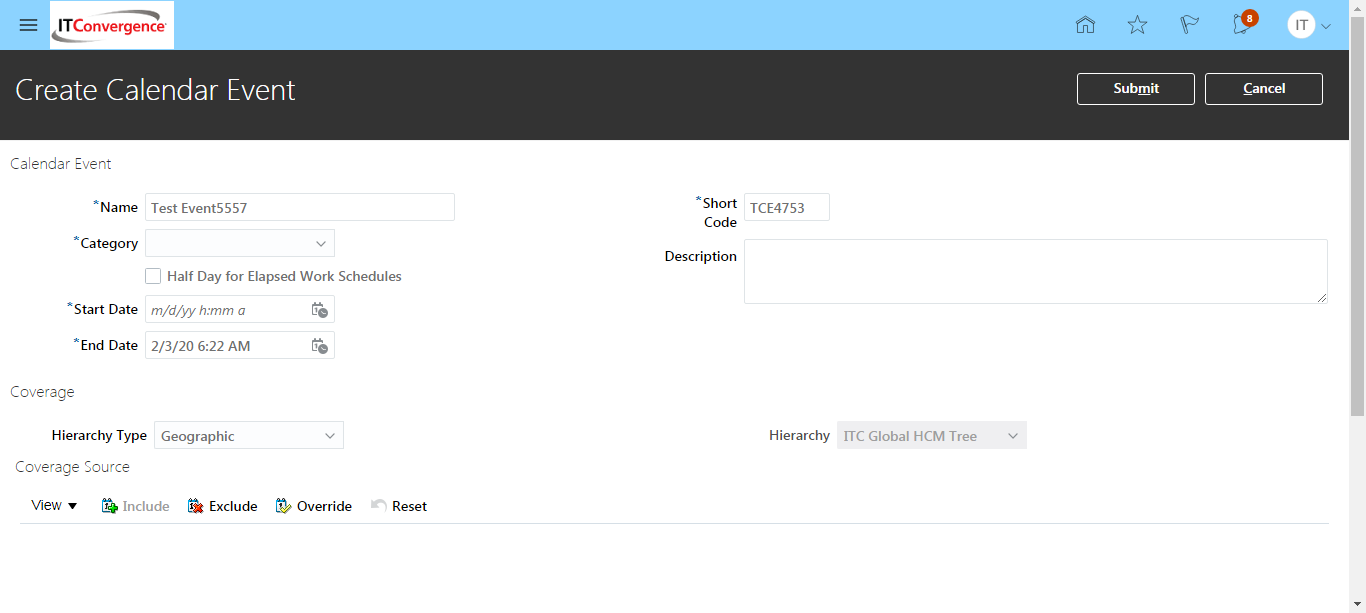 ITConvergence
8
IT
Create Calendar Event
Submit
Cancel
Calendar Event
*Name
Test Event5557
*Short Code
TCE4753
*Category
Description
Half Day for Elapsed Work Schedules
*Start Date
m/d/yy h:mm a
*End Date
2/3/20 6:22 AM
Coverage
Hierarchy Type
Geographic
Hierarchy
ITC Global HCM Tree
Coverage Source
View
Include
Exclude
Override
Reset